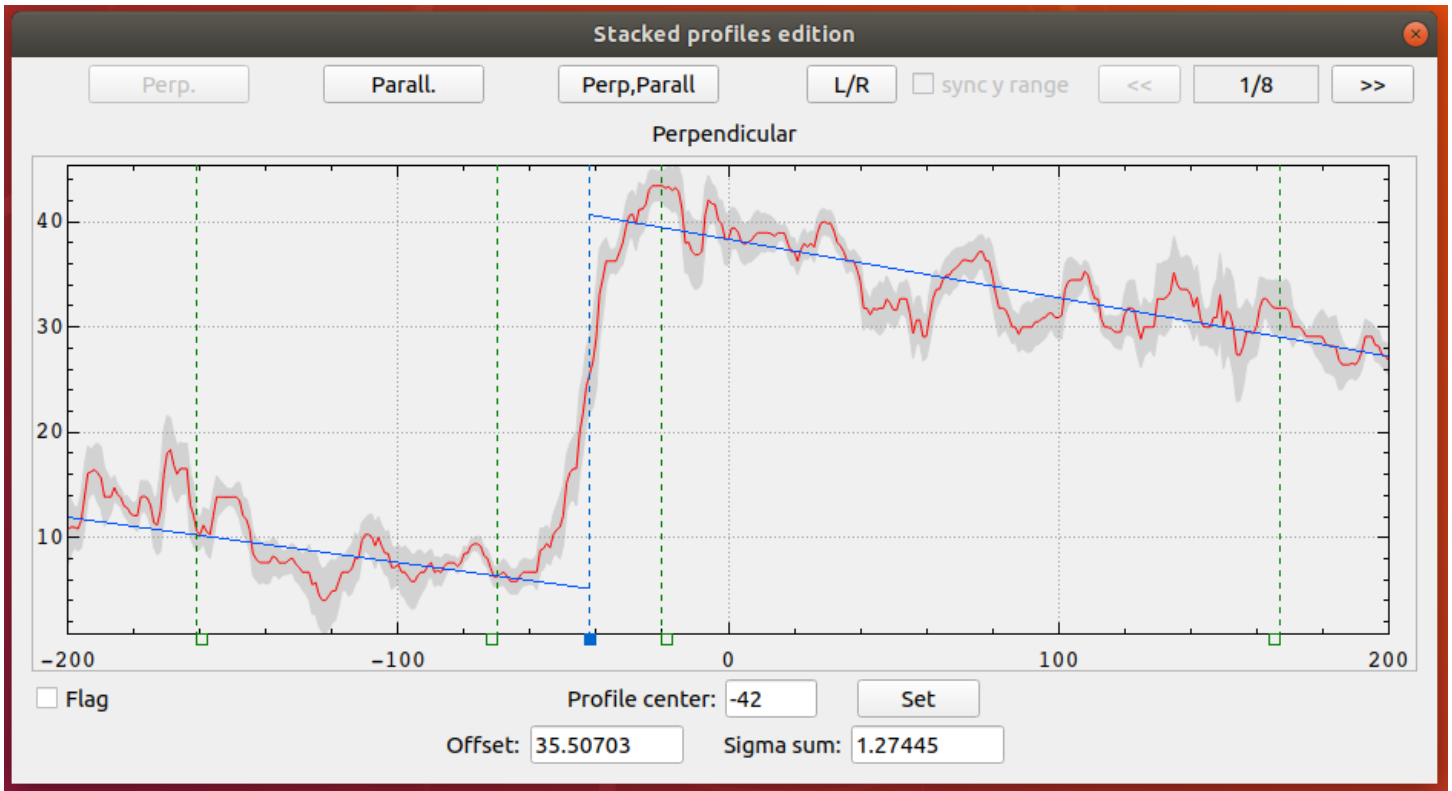 Stacked profiles edition
Perp. Parall. Perp,Parall L/R sync y range << 1/8 >>
Perpendicular
40
30
20
10
-200 -100 0 100 200
Flag Profile center: -42 Set
Offset: 35.50703 Sigma sum: 1.27445